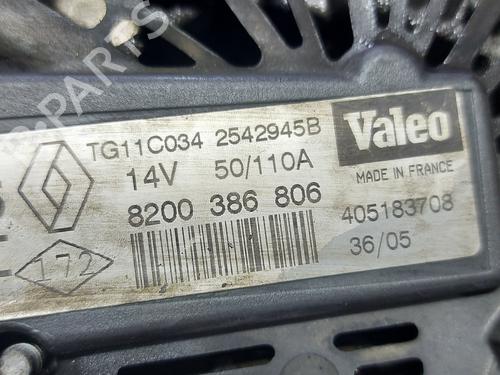 TG11C034 2542945B
14V 50/110A
8200 386 806
172
Valeo
MADE IN FRANCE
405183708
36/05